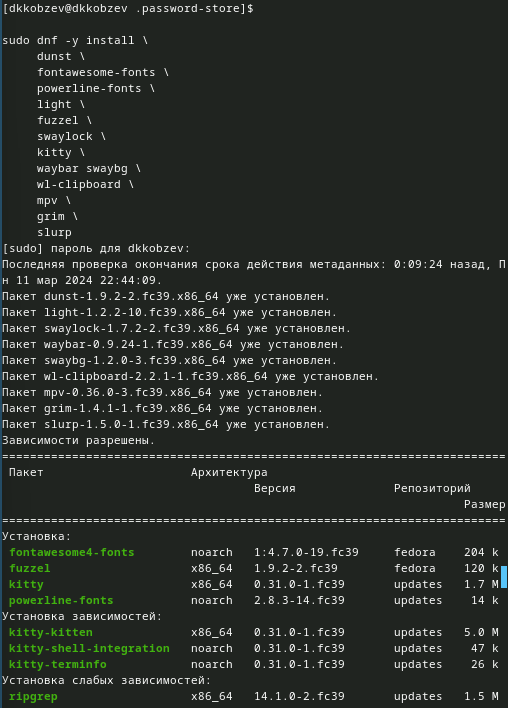 [dkkobzev@dkkobzev .password-store]$
sudo dnf -y install \
dunst \
fontawesome-fonts \
powerline-fonts \
light \
fuzzel \
swaylock \
kitty \
waybar swaybg \
wl-clipboard \
mpv \
grim \
slurp
[sudo] пароль для dkkobzev:
Последняя проверка окончания срока действия метаданных: 0:09:24 назад, П
н 11 мар 2024 22:44:09.
Пакет dunst-1.9.2-2.fc39.x86_64 уже установлен.
Пакет light-1.2.2-10.fc39.x86_64 уже установлен.
Пакет swaylock-1.7.2-2.fc39.x86_64 уже установлен.
Пакет waybar-0.9.24-1.fc39.x86_64 уже установлен.
Пакет swaybg-1.2.0-3.fc39.x86_64 уже установлен.
Пакет wl-clipboard-2.2.1-1.fc39.x86_64 уже установлен.
Пакет mpv-0.36.0-3.fc39.x86_64 уже установлен.
Пакет grim-1.4.1-1.fc39.x86_64 уже установлен.
Пакет slurp-1.5.0-1.fc39.x86_64 уже установлен.
Зависимости разрешены.
========================================================================
Пакет Архитектура
Версия Репозиторий
Размер
========================================================================
Установка:
fontawesome4-fonts noarch 1:4.7.0-19.fc39 fedora 204 k
fuzzel x86_64 1.9.2-2.fc39 fedora 120 k
kitty x86_64 0.31.0-1.fc39 updates 1.7 M
powerline-fonts noarch 2.8.3-14.fc39 updates 14 k
Установка зависимостей:
kitty-kitten x86_64 0.31.0-1.fc39 updates 5.0 M
kitty-shell-integration noarch 0.31.0-1.fc39 updates 47 k
kitty-terminfo noarch 0.31.0-1.fc39 updates 26 k
Установка слабых зависимостей:
ripgrep x86_64 14.1.0-2.fc39 updates 1.5 M